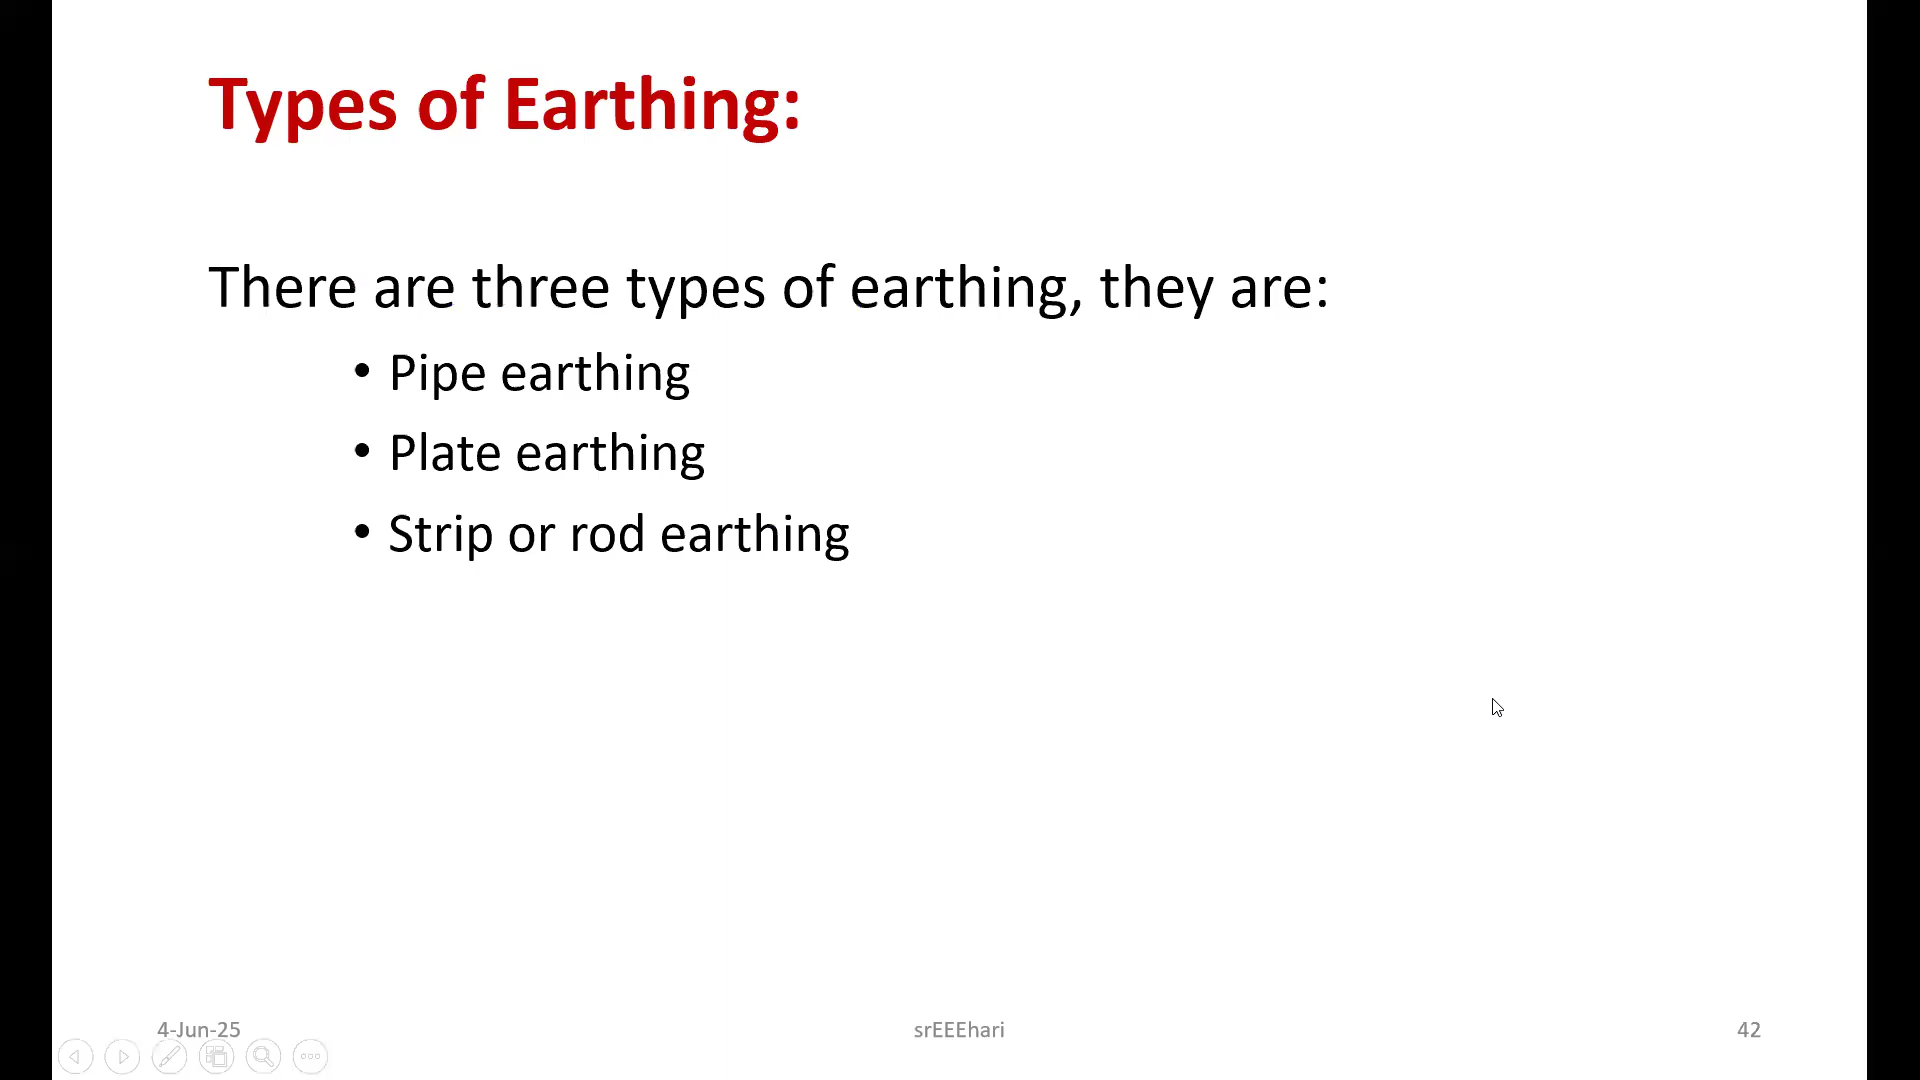 Types of Earthing:
There are three types of earthing, they are:
• Pipe earthing
• Plate earthing
• Strip or rod earthing
4-Jun-25
srEEEhari
42